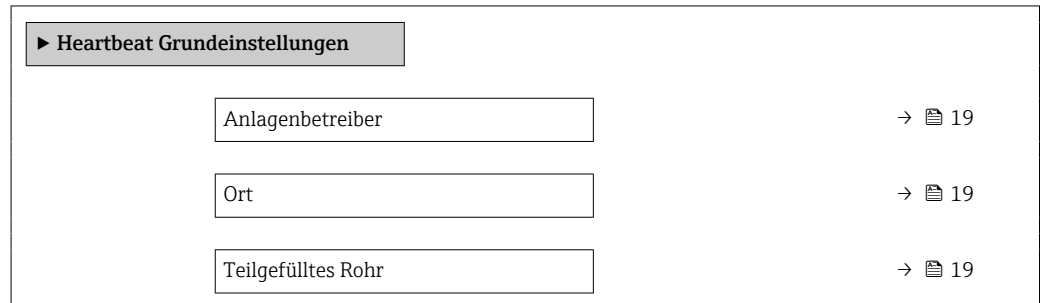 ▶ Heartbeat Grundeinstellungen
Anlagenbetreiber → 🖺 19
Ort → 🖺 19
Teilgefülltes Rohr → 🖺 19